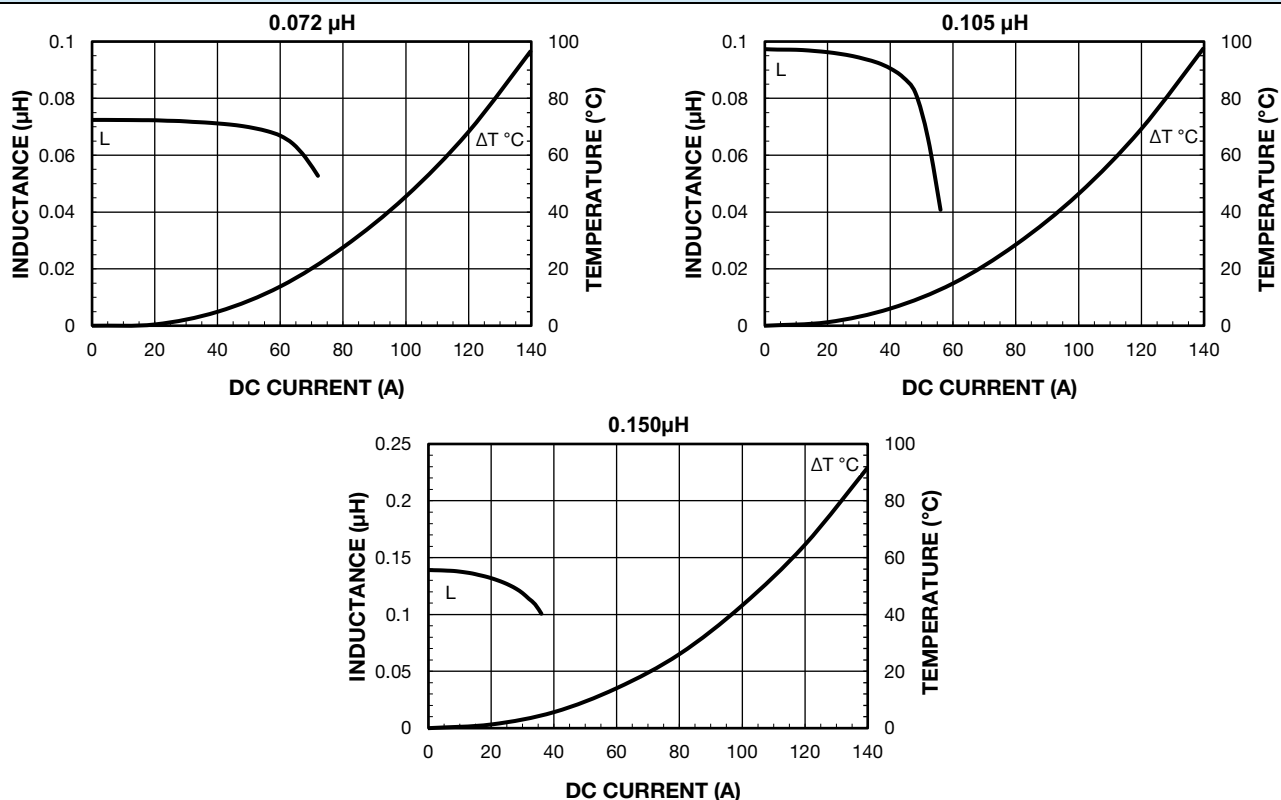 0.072 µH
0.1
0.08
0.06
0.04
0.02
0
INDUCTANCE (µH)
L
ΔT °C
100
80
60
40
20
0
TEMPERATURE (°C)
0 20 40 60 80 100 120 140
DC CURRENT (A)
0.105 µH
0.1
0.08
0.06
0.04
0.02
0
INDUCTANCE (µH)
L
ΔT °C
100
80
60
40
20
0
TEMPERATURE (°C)
0 20 40 60 80 100 120 140
DC CURRENT (A)
0.150µH
0.25
0.2
0.15
0.1
0.05
0
INDUCTANCE (µH)
L
ΔT °C
100
80
60
40
20
0
TEMPERATURE (°C)
0 20 40 60 80 100 120 140
DC CURRENT (A)